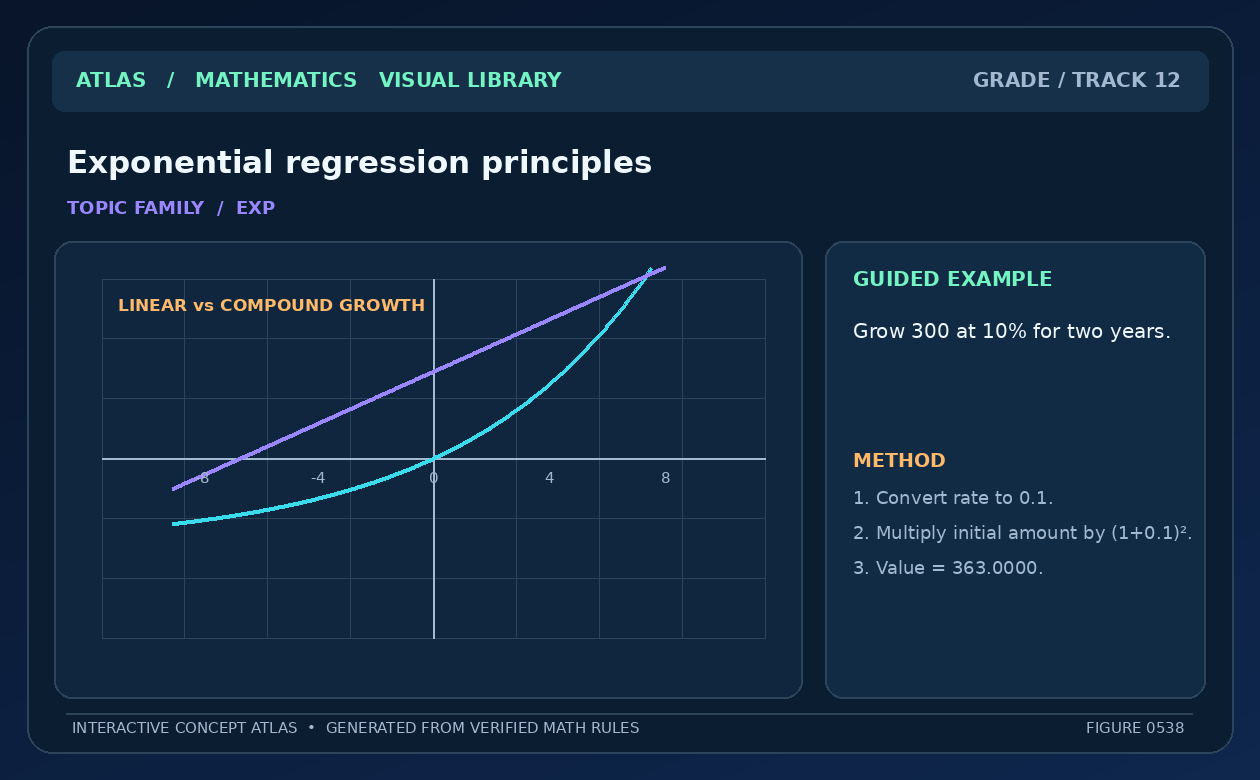 ATLAS / MATHEMATICS VISUAL LIBRARY
GRADE / TRACK 12
Exponential regression principles
TOPIC FAMILY / EXP
LINEAR vs COMPOUND GROWTH
-8 -4 0 4 8
GUIDED EXAMPLE
Grow 300 at 10% for two years.
METHOD
1. Convert rate to 0.1.
2. Multiply initial amount by (1+0.1)².
3. Value = 363.0000.
INTERACTIVE CONCEPT ATLAS • GENERATED FROM VERIFIED MATH RULES
FIGURE 0538